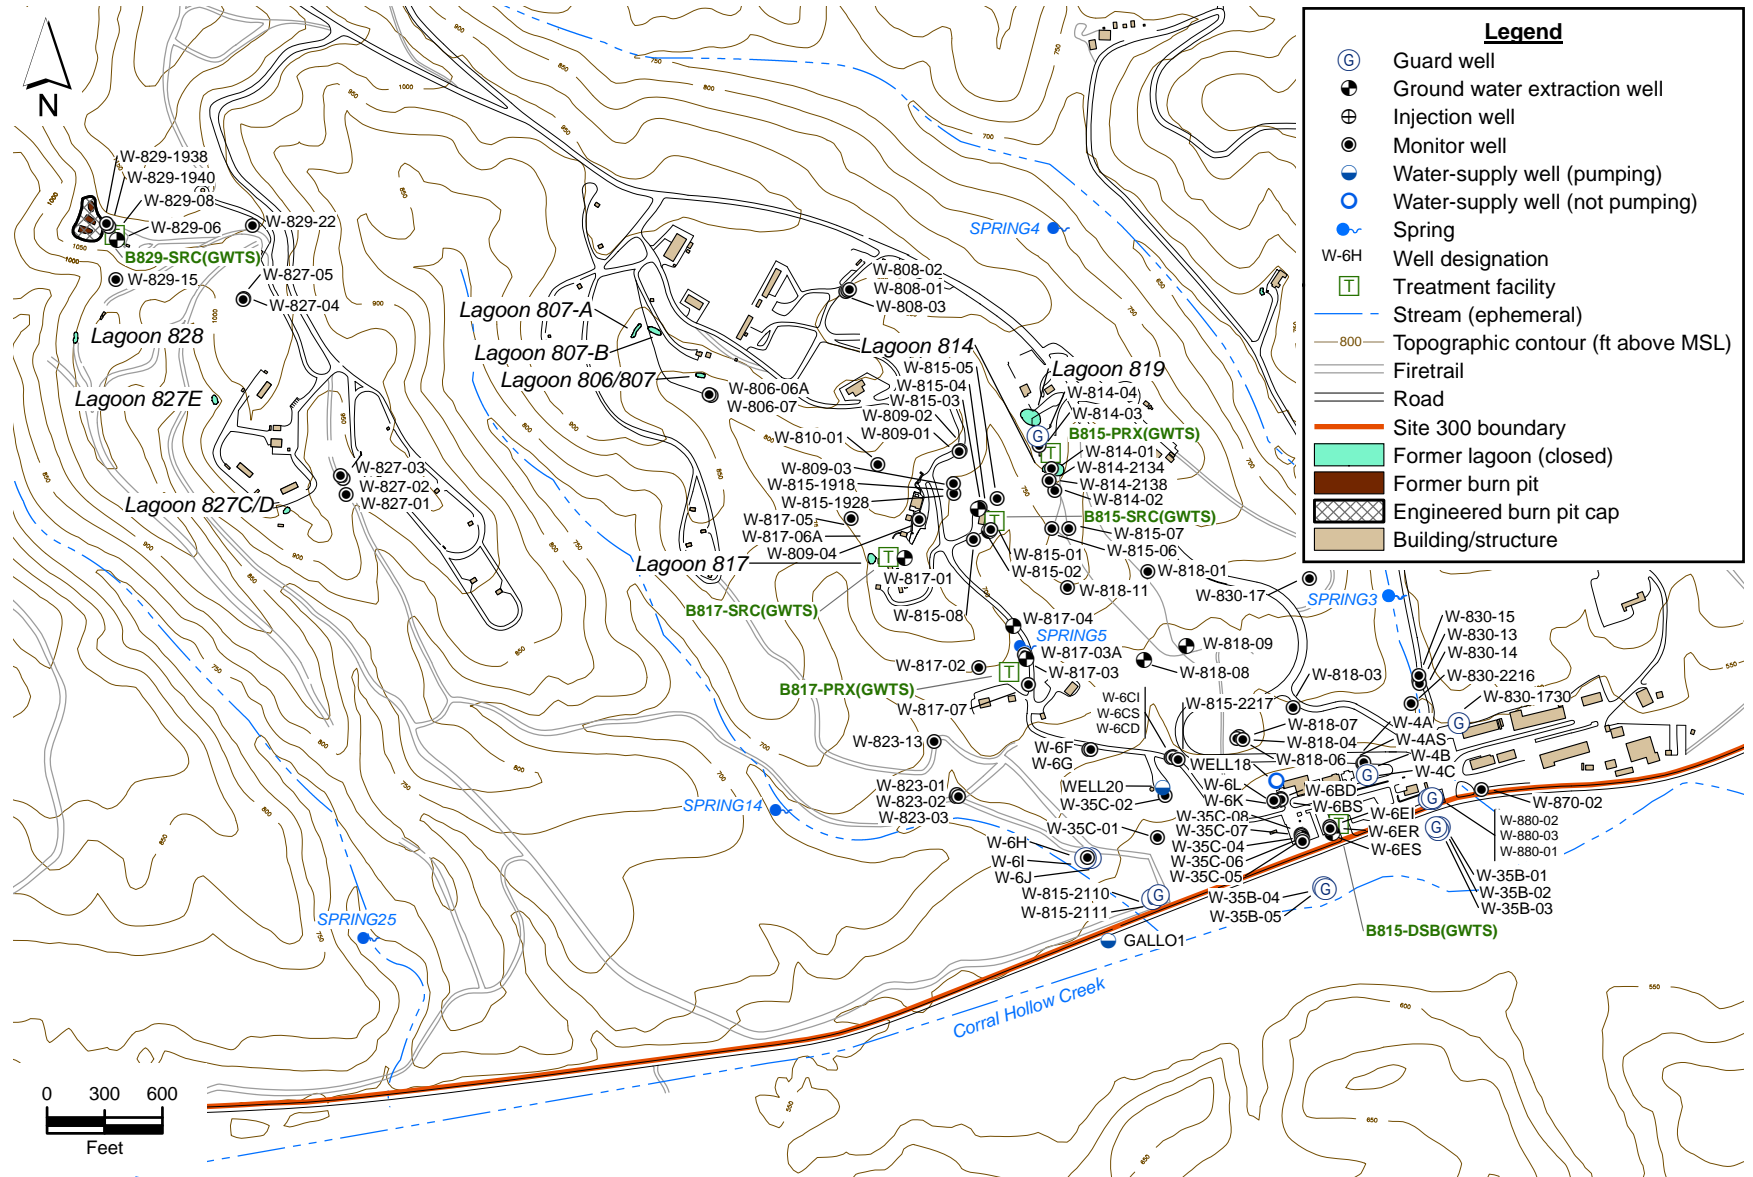 Legend
Guard well
Ground water extraction well
Injection well
Monitor well
Water-supply well (pumping)
Water-supply well (not pumping)
Spring
W-6H Well designation
T Treatment facility
Stream (ephemeral)
800 Topographic contour (ft above MSL)
Firetrail
Road
Site 300 boundary
Former lagoon (closed)
Former burn pit
Engineered burn pit cap
Building/structure
N
W-829-1938
W-829-1940
W-829-08
W-829-06
B829-SRC(GWTS)
W-829-22
W-829-15
W-827-05
W-827-04
Lagoon 828
Lagoon 827E
W-827-03
W-827-02
W-827-01
Lagoon 827C/D
SPRING4
W-808-02
W-808-01
W-808-03
Lagoon 807-A
Lagoon 807-B
Lagoon 806/807
W-806-06A
W-806-07
Lagoon 814
W-815-05
W-815-04
W-815-03
W-809-02
W-809-01
W-810-01
Lagoon 819
W-814-04
W-814-03
B815-PRX(GWTS)
W-814-01
W-814-2134
W-814-2138
W-814-02
B815-SRC(GWTS)
W-809-03
W-815-1918
W-815-1928
W-817-05
W-817-06A
W-809-04
Lagoon 817
W-817-01
B817-SRC(GWTS)
W-815-08
W-815-07
W-815-06
W-815-01
W-815-02
W-818-01
W-818-11
W-830-17
SPRING3
W-817-04
SPRING5
W-817-03A
W-817-03
W-817-02
B817-PRX(GWTS)
W-817-07
W-818-09
W-818-08
W-818-03
W-830-15
W-830-13
W-830-14
W-830-2216
W-830-1730
W-6CI
W-6CS
W-6CD
W-815-2217
W-823-13
W-6F
W-6G
W-818-07
W-818-04
W-818-06
W-4A
W-4AS
W-4B
W-4C
WELL18
WELL20
W-35C-02
W-6L
W-6K
W-6BD
W-6BS
W-6EI
W-6ER
W-6ES
W-870-02
W-880-02
W-880-03
W-880-01
W-823-01
W-823-02
W-823-03
SPRING14
W-35C-01
W-35C-08
W-35C-07
W-35C-04
W-35C-06
W-35C-05
W-6H
W-6I
W-6J
W-815-2110
W-815-2111
W-35B-04
W-35B-05
W-35B-01
W-35B-02
W-35B-03
B815-DSB(GWTS)
GALLO1
SPRING25
Corral Hollow Creek
0 300 600
Feet